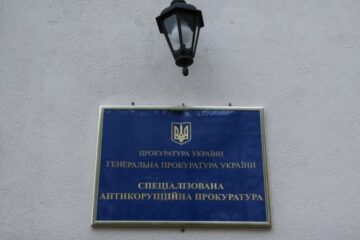 ПРОКУРАТУРА УКРАЇНИ
ГЕНЕРАЛЬНА ПРОКУРАТУРА УКРАЇНИ
СПЕЦІАЛІЗОВАНА
АНТИКОРУПЦІЙНА ПРОКУРАТУРА